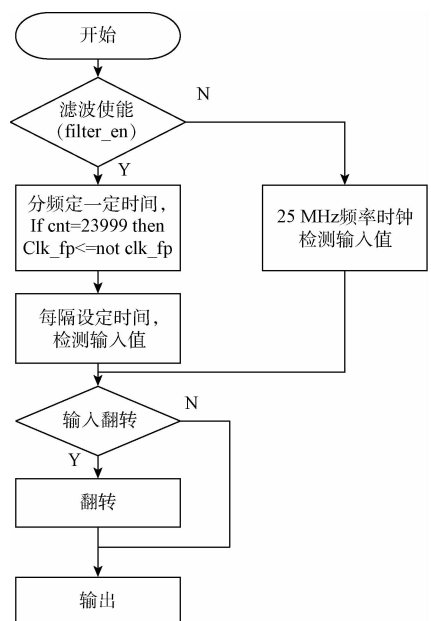 开始
滤波使能
(filter_en)
N
Y
分频定一定时间，
If cnt=23999 then
Clk_fp<=not clk_fp
25 MHz频率时钟
检测输入值
每隔设定时间，
检测输入值
输入翻转
N
Y
翻转
输出